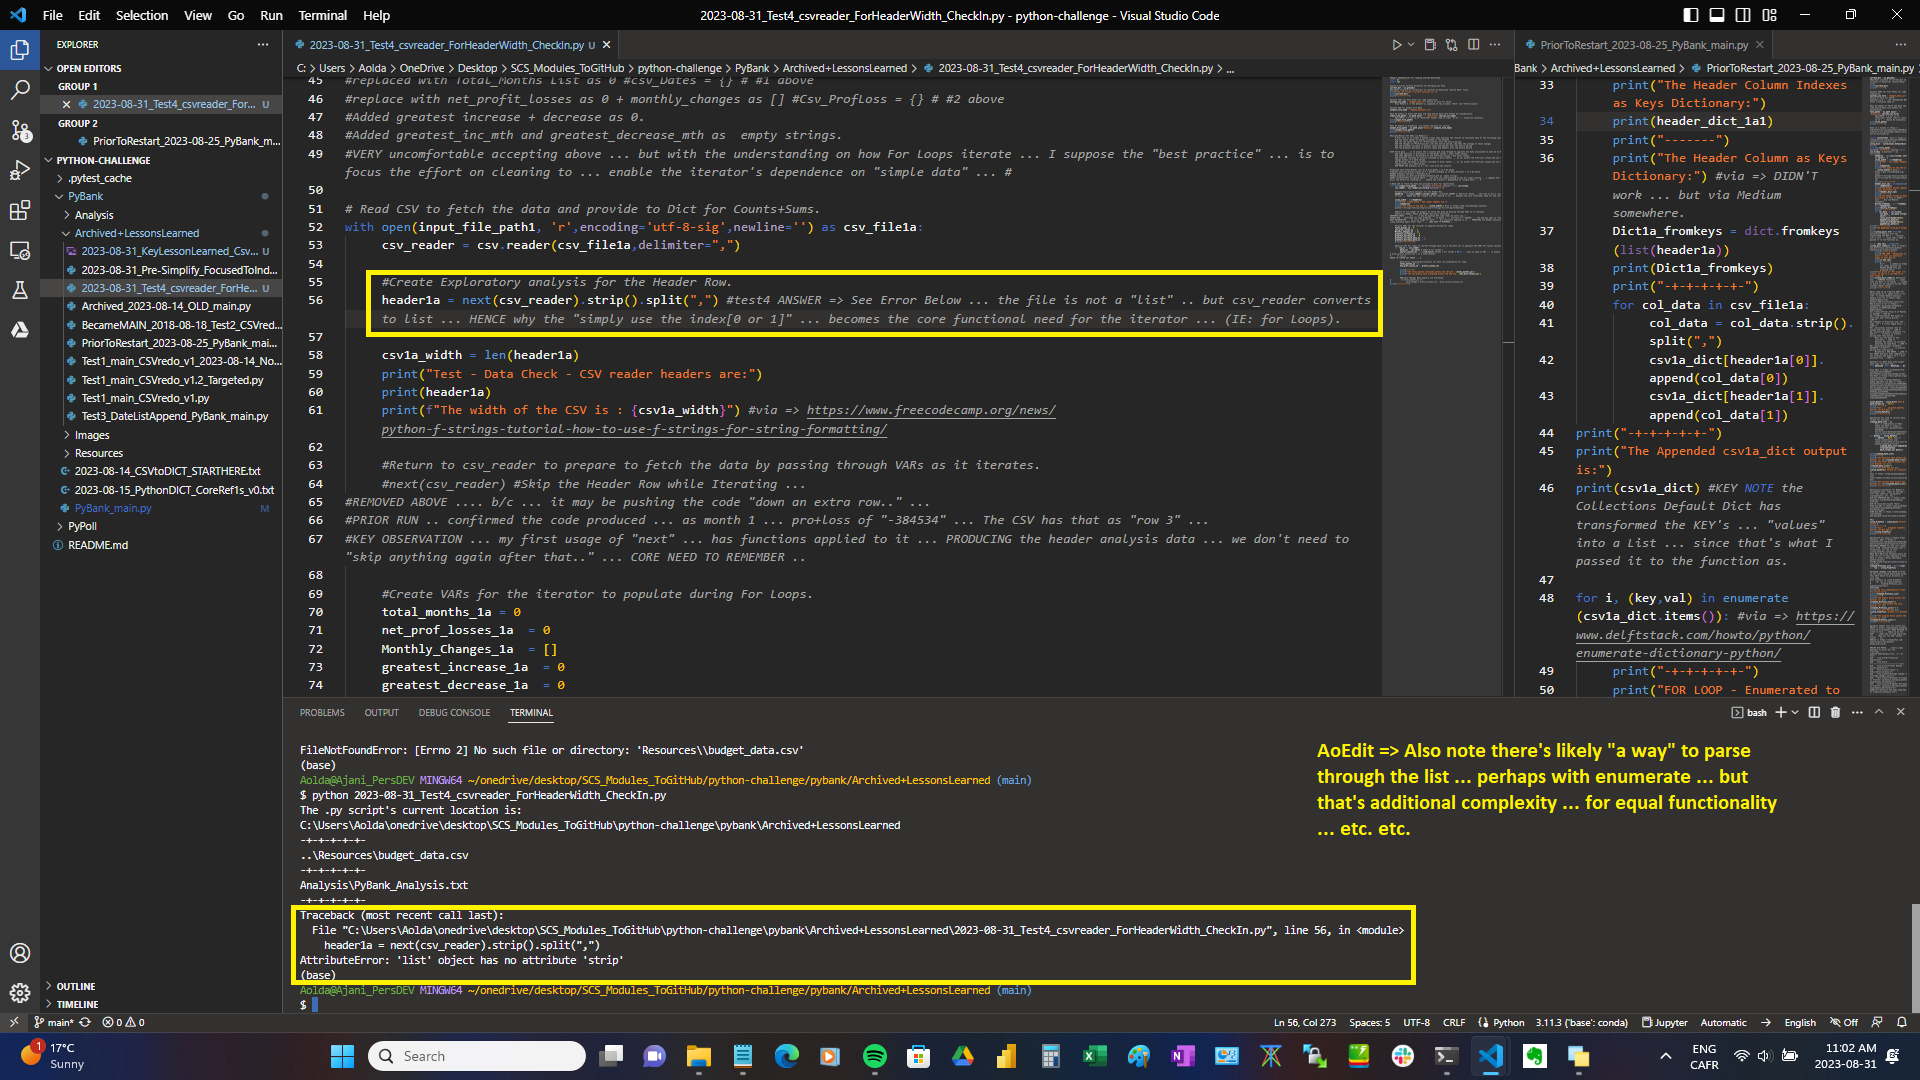 File Edit Selection View Go Run Terminal Help
2023-08-31_Test4_csvreader_ForHeaderWidth_CheckIn.py - python-challenge - Visual Studio Code
EXPLORER
OPEN EDITORS
GROUP 1
2023-08-31_Test4_csvreader_For... U
GROUP 2
PriorToRestart_2023-08-25_PyBank_m...
PYTHON-CHALLENGE
.pytest_cache
PyBank
Analysis
Archived+LessonsLearned
2023-08-31_KeyLessonLearned_Csv... U
2023-08-31_Pre-Simplify_FocusedToInd...
2023-08-31_Test4_csvreader_ForHe... U
Archived_2023-08-14_OLD_main.py
BecameMAIN_2018-08-18_Test2_CSVred...
PriorToRestart_2023-08-25_PyBank_mai...
Test1_main_CSVredo_v1_2023-08-14_No...
Test1_main_CSVredo_v1.2_Targeted.py
Test1_main_CSVredo_v1.py
Test3_DateListAppend_PyBank_main.py
Images
Resources
2023-08-14_CSVtoDICT_STARTHERE.txt
2023-08-15_PythonDICT_CoreRef1s_v0.txt
PyBank_main.py M
PyPoll
README.md
OUTLINE
TIMELINE
2023-08-31_Test4_csvreader_ForHeaderWidth_CheckIn.py U
C: > Users > Aolda > OneDrive > Desktop > SCS_Modules_ToGitHub > python-challenge > PyBank > Archived+LessonsLearned > 2023-08-31_Test4_csvreader_ForHeaderWidth_CheckIn.py > ...
45 #replaced with Total_Months List as 0 #csv_Dates = {} # #1 above
46 #replace with net_profit_losses as 0 + monthly_changes as [] #Csv_ProfLoss = {} # #2 above
47 #Added greatest increase + decrease as 0.
48 #Added greatest_inc_mth and greatest_decrease_mth as  empty strings.
49 #VERY uncomfortable accepting above ... but with the understanding on how For Loops iterate ... I suppose the "best practice" ... is to
focus the effort on cleaning to ... enable the iterator's dependence on "simple data" ... #
50
51 # Read CSV to fetch the data and provide to Dict for Counts+Sums.
52 with open(input_file_path1, 'r',encoding='utf-8-sig',newline='') as csv_file1a:
53 csv_reader = csv.reader(csv_file1a,delimiter=",")
54
55 #Create Exploratory analysis for the Header Row.
56 header1a = next(csv_reader).strip().split(",") #test4 ANSWER => See Error Below ... the file is not a "list" .. but csv_reader converts
to list ... HENCE why the "simply use the index[0 or 1]" ... becomes the core functional need for the iterator ... (IE: for Loops).
57
58 csv1a_width = len(header1a)
59 print("Test - Data Check - CSV reader headers are:")
60 print(header1a)
61 print(f"The width of the CSV is : {csv1a_width}") #via => https://www.freecodecamp.org/news/
python-f-strings-tutorial-how-to-use-f-strings-for-string-formatting/
62
63 #Return to csv_reader to prepare to fetch the data by passing through VARs as it iterates.
64 #next(csv_reader) #Skip the Header Row while Iterating ...
65 #REMOVED ABOVE .... b/c ... it may be pushing the code "down an extra row.." ...
66 #PRIOR RUN .. confirmed the code produced ... as month 1 ... pro+loss of "-384534" ... The CSV has that as "row 3" ...
67 #KEY OBSERVATION ... my first usage of "next" ... has functions applied to it ... PRODUCING the header analysis data ... we don't need to
"skip anything again after that.." ... CORE NEED TO REMEMBER ..
68
69 #Create VARs for the iterator to populate during For Loops.
70 total_months_1a = 0
71 net_prof_losses_1a  = 0
72 Monthly_Changes_1a  = []
73 greatest_increase_1a  = 0
74 greatest_decrease_1a  = 0
PriorToRestart_2023-08-25_PyBank_main.py
Bank > Archived+LessonsLearned > PriorToRestart_2023-08-25_PyBank_main.py >
33 print("The Header Column Indexes
as Keys Dictionary:")
34 print(header_dict_1a1)
35 print("-------")
36 print("The Header Column as Keys
Dictionary:") #via => DIDN'T
work ... but via Medium
somewhere.
37 Dict1a_fromkeys = dict.fromkeys
(list(header1a))
38 print(Dict1a_fromkeys)
39 print("-+-+-+-+-+-")
40 for col_data in csv_file1a:
41 col_data = col_data.strip().
split(",")
42 csv1a_dict[header1a[0]].
append(col_data[0])
43 csv1a_dict[header1a[1]].
append(col_data[1])
44 print("-+-+-+-+-+-")
45 print("The Appended csv1a_dict output
is:")
46 print(csv1a_dict) #KEY NOTE the
Collections Default Dict has
transformed the KEY's ... "values"
into a List ... since that's what I
passed it to the function as.
47
48 for i, (key,val) in enumerate
(csv1a_dict.items()): #via => https://
www.delftstack.com/howto/python/
enumerate-dictionary-python/
49 print("-+-+-+-+-+-")
50 print("FOR LOOP - Enumerated to
PROBLEMS OUTPUT DEBUG CONSOLE TERMINAL
bash
FileNotFoundError: [Errno 2] No such file or directory: 'Resources\\budget_data.csv'
(base)
Aolda@Ajani_PersDEV MINGW64 ~/onedrive/desktop/SCS_Modules_ToGitHub/python-challenge/pybank/Archived+LessonsLearned (main)
$ python 2023-08-31_Test4_csvreader_ForHeaderWidth_CheckIn.py
The .py script's current location is:
C:\Users\Aolda\onedrive\desktop\SCS_Modules_ToGitHub\python-challenge\pybank\Archived+LessonsLearned
-+-+-+-+-+-
..\Resources\budget_data.csv
-+-+-+-+-+-
Analysis\PyBank_Analysis.txt
-+-+-+-+-+-
Traceback (most recent call last):
File "C:\Users\Aolda\onedrive\desktop\SCS_Modules_ToGitHub\python-challenge\pybank\Archived+LessonsLearned\2023-08-31_Test4_csvreader_ForHeaderWidth_CheckIn.py", line 56, in <module>
header1a = next(csv_reader).strip().split(",")
AttributeError: 'list' object has no attribute 'strip'
(base)
Aolda@Ajani_PersDEV MINGW64 ~/onedrive/desktop/SCS_Modules_ToGitHub/python-challenge/pybank/Archived+LessonsLearned (main)
$
AoEdit => Also note there's likely "a way" to parse
through the list ... perhaps with enumerate ... but
that's additional complexity ... for equal functionality
... etc. etc.
main* 0 0
Ln 56, Col 273 Spaces: 5 UTF-8 CRLF Python 3.11.3 ('base': conda) Jupyter Automatic English Off
1 17°C
Sunny
Search
ENG
CAFR
11:02 AM
2023-08-31